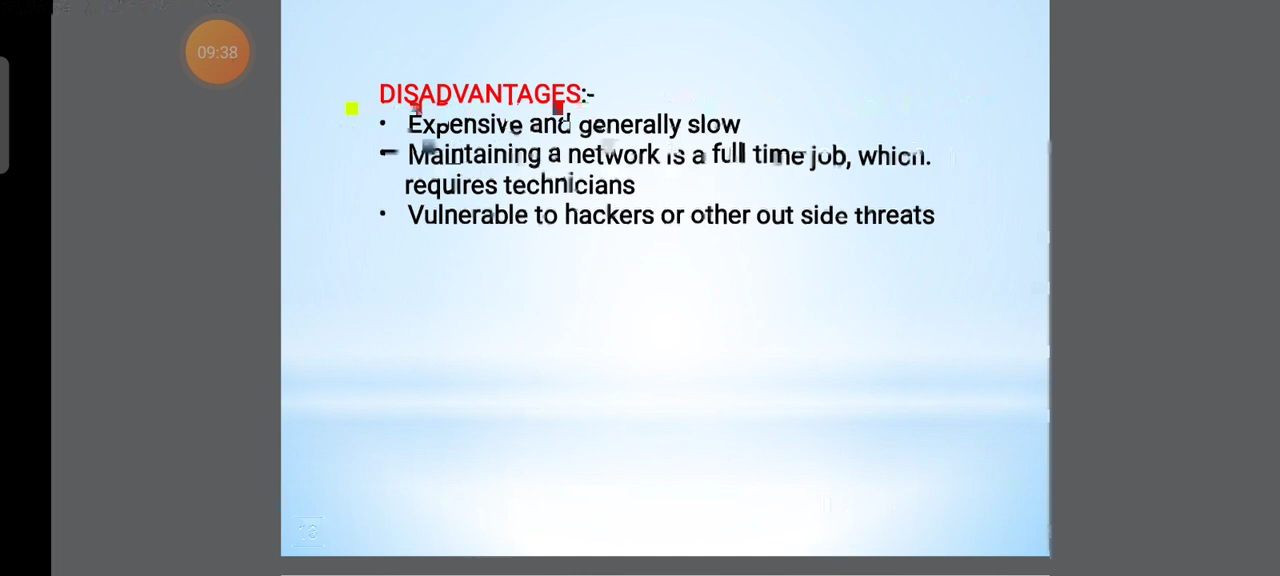 09:38
DISADVANTAGES:-
• Expensive and generally slow
• Maintaining a network is a full time job, which.
requires technicians
• Vulnerable to hackers or other out side threats